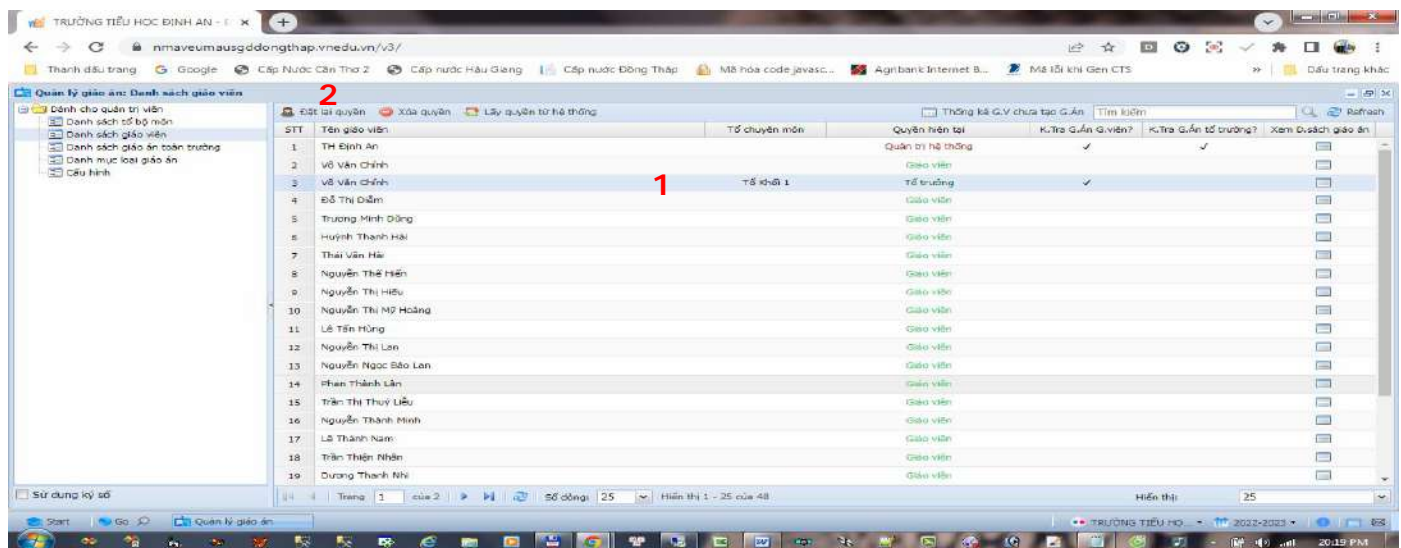 TRƯỜNG TIỂU HỌC ĐỊNH AN - 
nmaveumausgddongthap.vnedu.vn/v3/
Thanh dấu trang Google Cấp Nước Cần Thơ 2 Cấp nước Hậu Giang Cấp nước Đồng Tháp Mã hóa code javasc... Agribank Internet B... Mã lỗi khi Gen CTS » Dấu trang khác
Quản lý giáo án: Danh sách giáo viên
Dành cho quản trị viên
Danh sách tổ bộ môn
Danh sách giáo viên
Danh sách giáo án toàn trường
Danh mục loại giáo án
Cấu hình
2
Đặt lại quyền Xóa quyền Lấy quyền từ hệ thống Thống kê G.V chưa tạo G.Án Tìm kiếm Refresh
STT Tên giáo viên Tổ chuyên môn Quyền hiện tại K.Tra G.Án G.viên? K.Tra G.Án tổ trưởng? Xem D.sách giáo án
1 TH Định An Quản trị hệ thống ✓ ✓
2 Võ Văn Chính Giáo viên
3 Võ Văn Chính 1 Tổ Khối 1 Tổ trưởng ✓
4 Đỗ Thị Diễm Giáo viên
5 Trương Minh Dũng Giáo viên
6 Huỳnh Thanh Hải Giáo viên
7 Thái Văn Hài Giáo viên
8 Nguyễn Thế Hiển Giáo viên
9 Nguyễn Thị Hiếu Giáo viên
10 Nguyễn Thị Mỹ Hoàng Giáo viên
11 Lê Tấn Hùng Giáo viên
12 Nguyễn Thị Lan Giáo viên
13 Nguyễn Ngọc Bảo Lan Giáo viên
14 Phan Thành Lân Giáo viên
15 Trần Thị Thuý Liễu Giáo viên
16 Nguyễn Thành Minh Giáo viên
17 Lê Thành Nam Giáo viên
18 Trần Thiện Nhân Giáo viên
19 Dương Thanh Nhi Giáo viên
Sử dụng ký số
Trang 1 của 2 Số dòng: 25 Hiển thị 1 - 25 của 48 Hiển thị: 25
Start Go Quản lý giáo án TRƯỜNG TIỂU HỌ... 2022-2023
20:19 PM